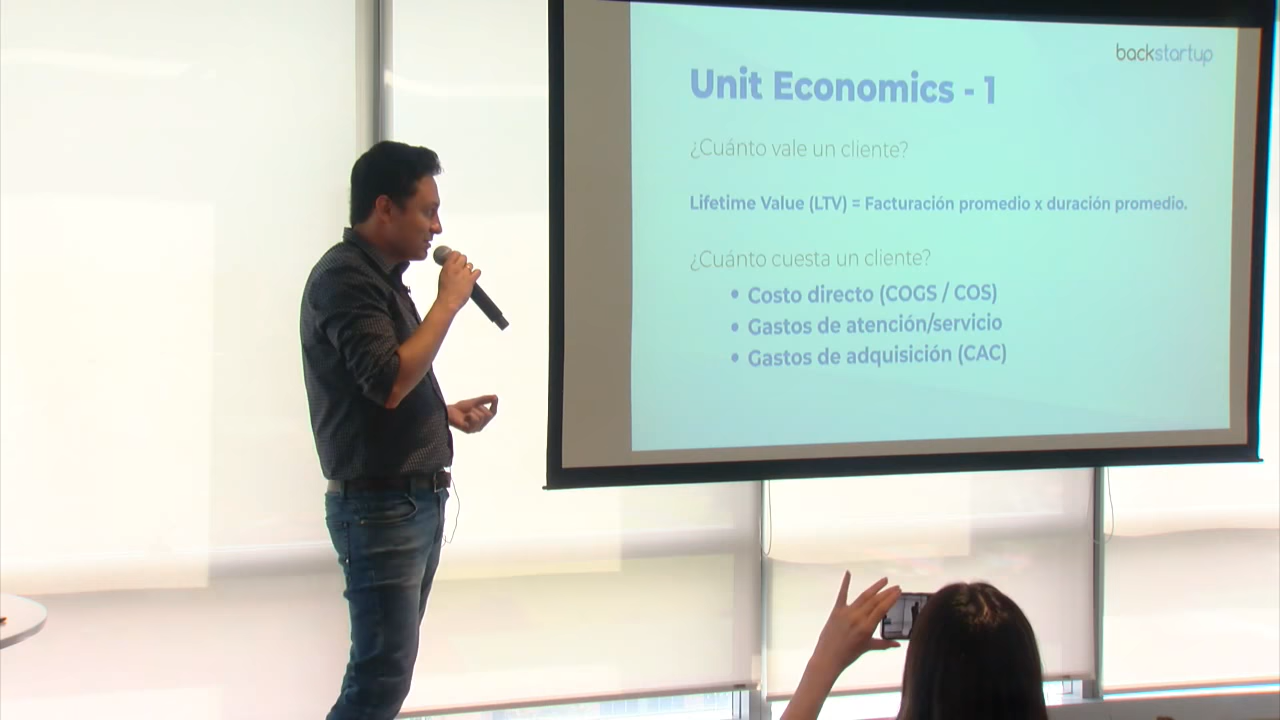 backstartup
Unit Economics - 1
¿Cuánto vale un cliente?
Lifetime Value (LTV) = Facturación promedio x duración promedio.
¿Cuánto cuesta un cliente?
• Costo directo (COGS / COS)
• Gastos de atención/servicio
• Gastos de adquisición (CAC)